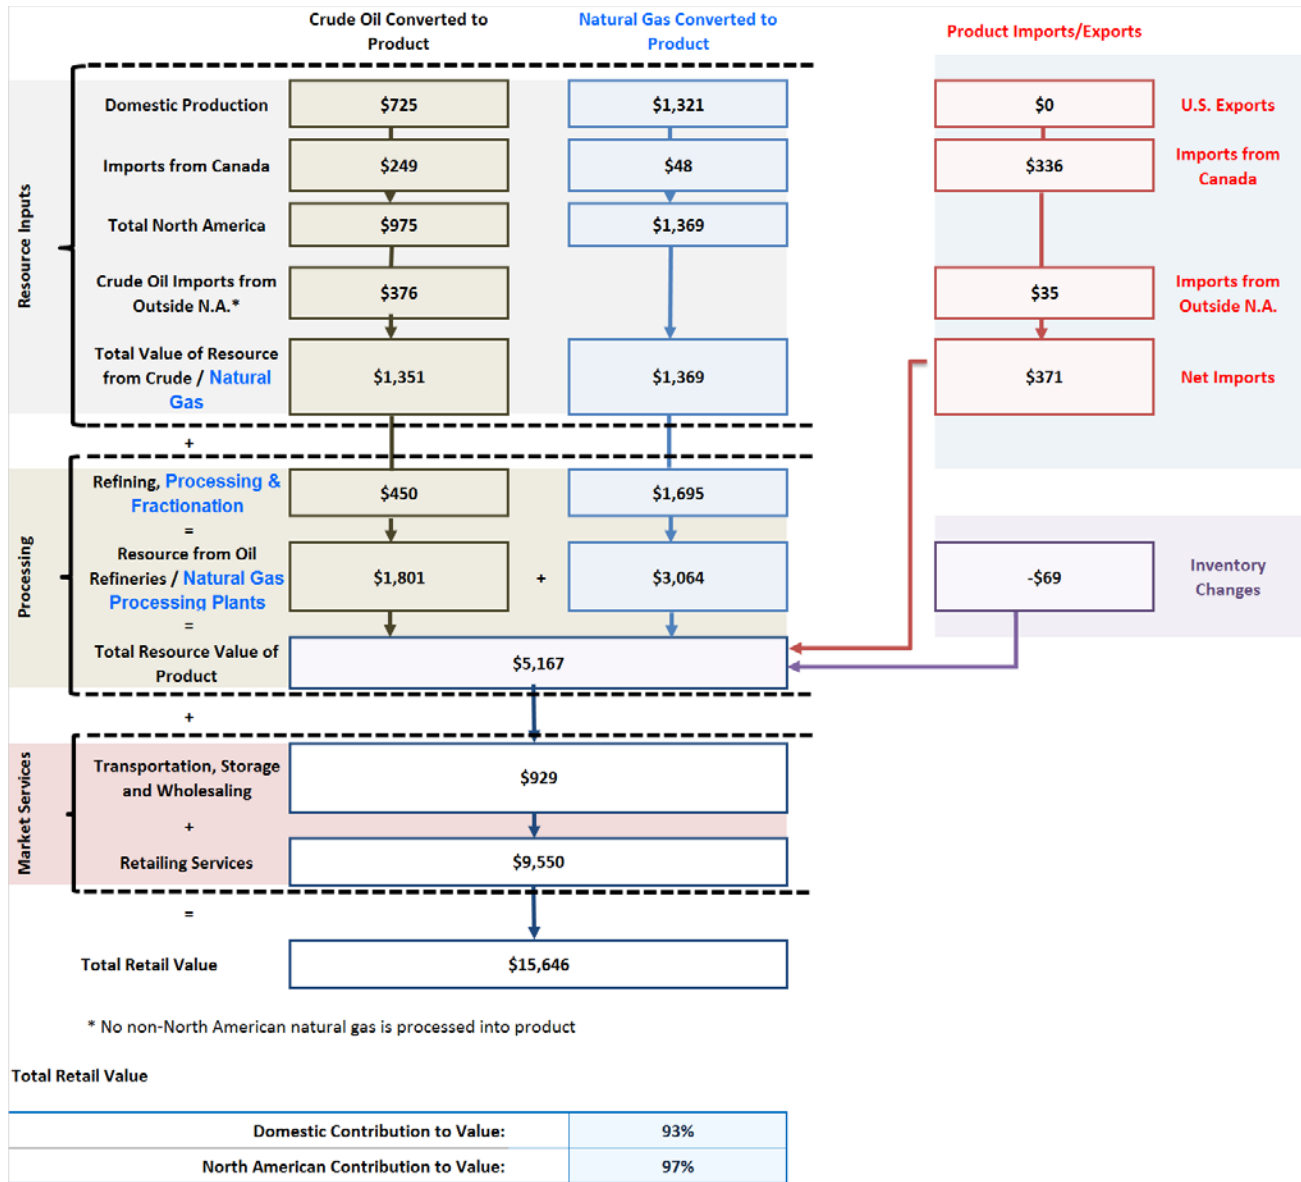 Crude Oil Converted to
Product
Natural Gas Converted to
Product
Product Imports/Exports
Resource Inputs
Domestic Production
$725
$1,321
$0
U.S. Exports
Imports from Canada
$249
$48
$336
Imports from
Canada
Total North America
$975
$1,369
Crude Oil Imports from
Outside N.A.*
$376
$35
Imports from
Outside N.A.
Total Value of Resource
from Crude / Natural
Gas
$1,351
$1,369
$371
Net Imports
+
Processing
Refining, Processing &
Fractionation
$450
$1,695
=
Resource from Oil
Refineries / Natural Gas
Processing Plants
$1,801
+
$3,064
-$69
Inventory
Changes
=
Total Resource Value of
Product
$5,167
+
Market Services
Transportation, Storage
and Wholesaling
$929
+
Retailing Services
$9,550
=
Total Retail Value
$15,646
* No non-North American natural gas is processed into product
Total Retail Value
Domestic Contribution to Value: 93%
North American Contribution to Value: 97%